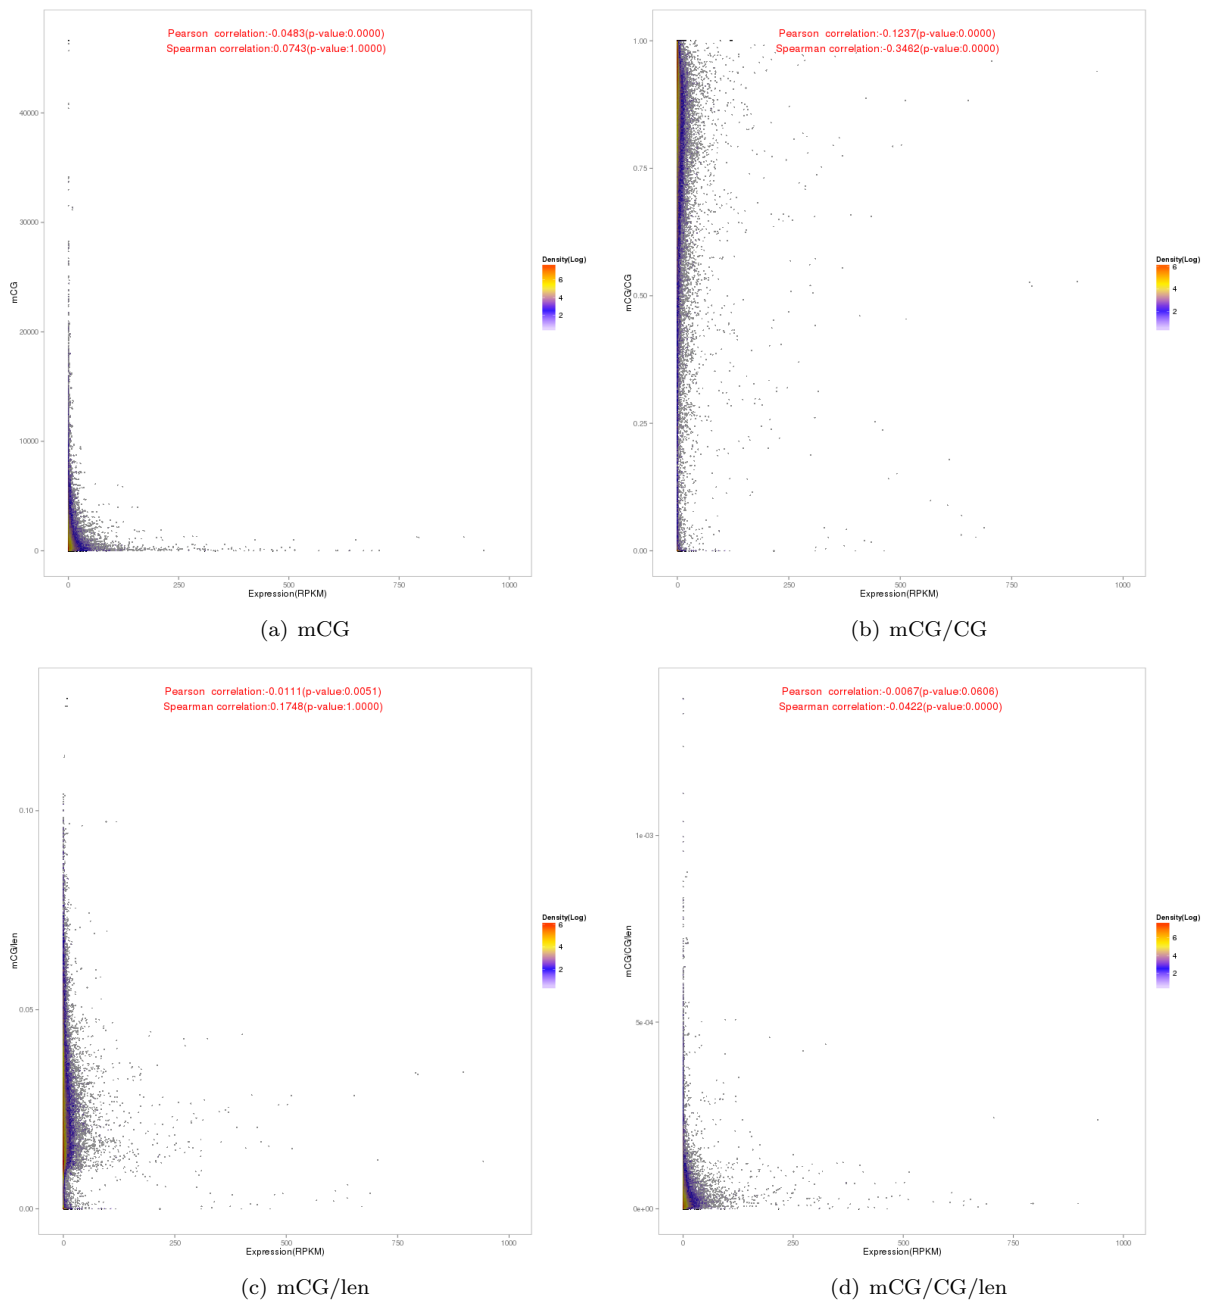 Pearson correlation:-0.0483(p-value:0.0000)
Spearman correlation:0.0743(p-value:1.0000)
40000
30000
20000
10000
0
mCG
0 250 500 750 1000
Expression(RPKM)
Density(Log)
6
4
2
(a) mCG
Pearson correlation:-0.1237(p-value:0.0000)
Spearman correlation:-0.3462(p-value:0.0000)
1.00
0.75
0.50
0.25
0.00
mCG/CG
0 250 500 750 1000
Expression(RPKM)
Density(Log)
6
4
2
(b) mCG/CG
Pearson correlation:-0.0111(p-value:0.0051)
Spearman correlation:0.1748(p-value:1.0000)
0.10
0.05
0.00
mCG/len
0 250 500 750 1000
Expression(RPKM)
Density(Log)
6
4
2
(c) mCG/len
Pearson correlation:-0.0067(p-value:0.0606)
Spearman correlation:-0.0422(p-value:0.0000)
1e-03
5e-04
0e+00
mCG/CG/len
0 250 500 750 1000
Expression(RPKM)
Density(Log)
6
4
2
(d) mCG/CG/len